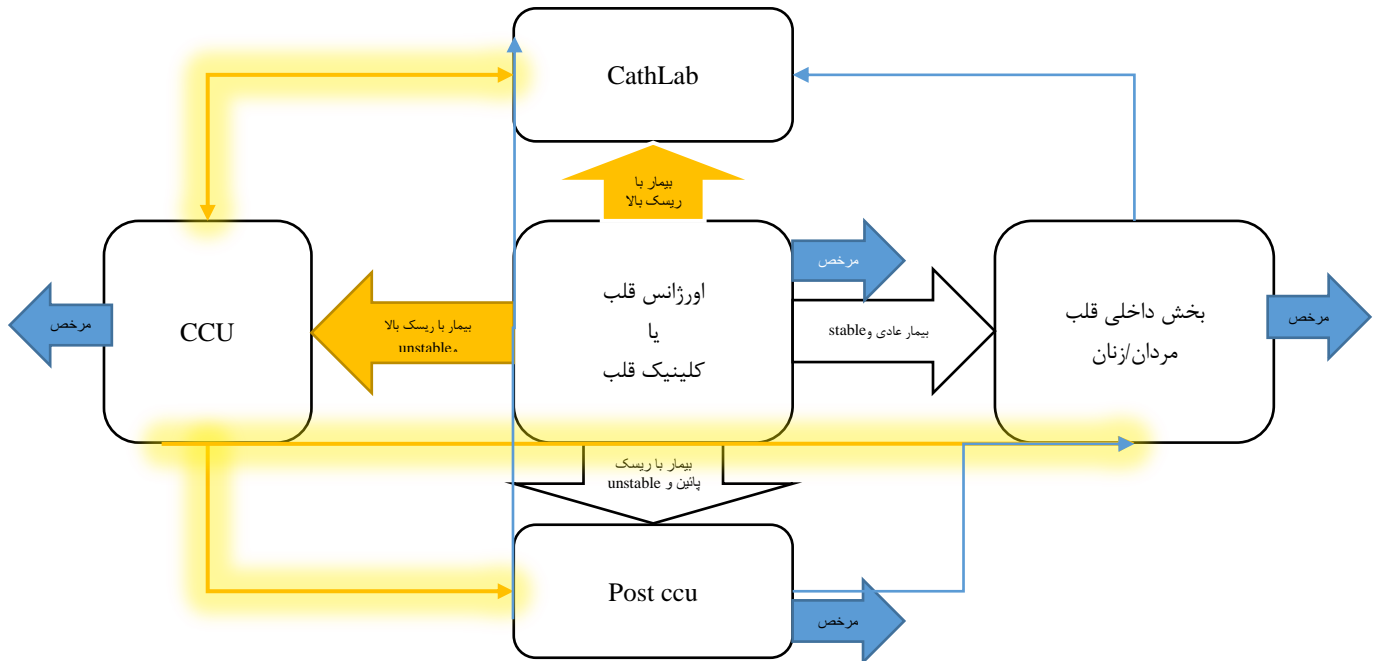 CathLab
بیمار با
ریسک بالا
مرخص
CCU
بیمار با ریسک بالا
وunstable
اورژانس قلب
یا
کلینیک قلب
مرخص
بیمار عادی وstable
بخش داخلی قلب
مردان/زنان
مرخص
بیمار با ریسک
پائین و unstable
Post ccu
مرخص